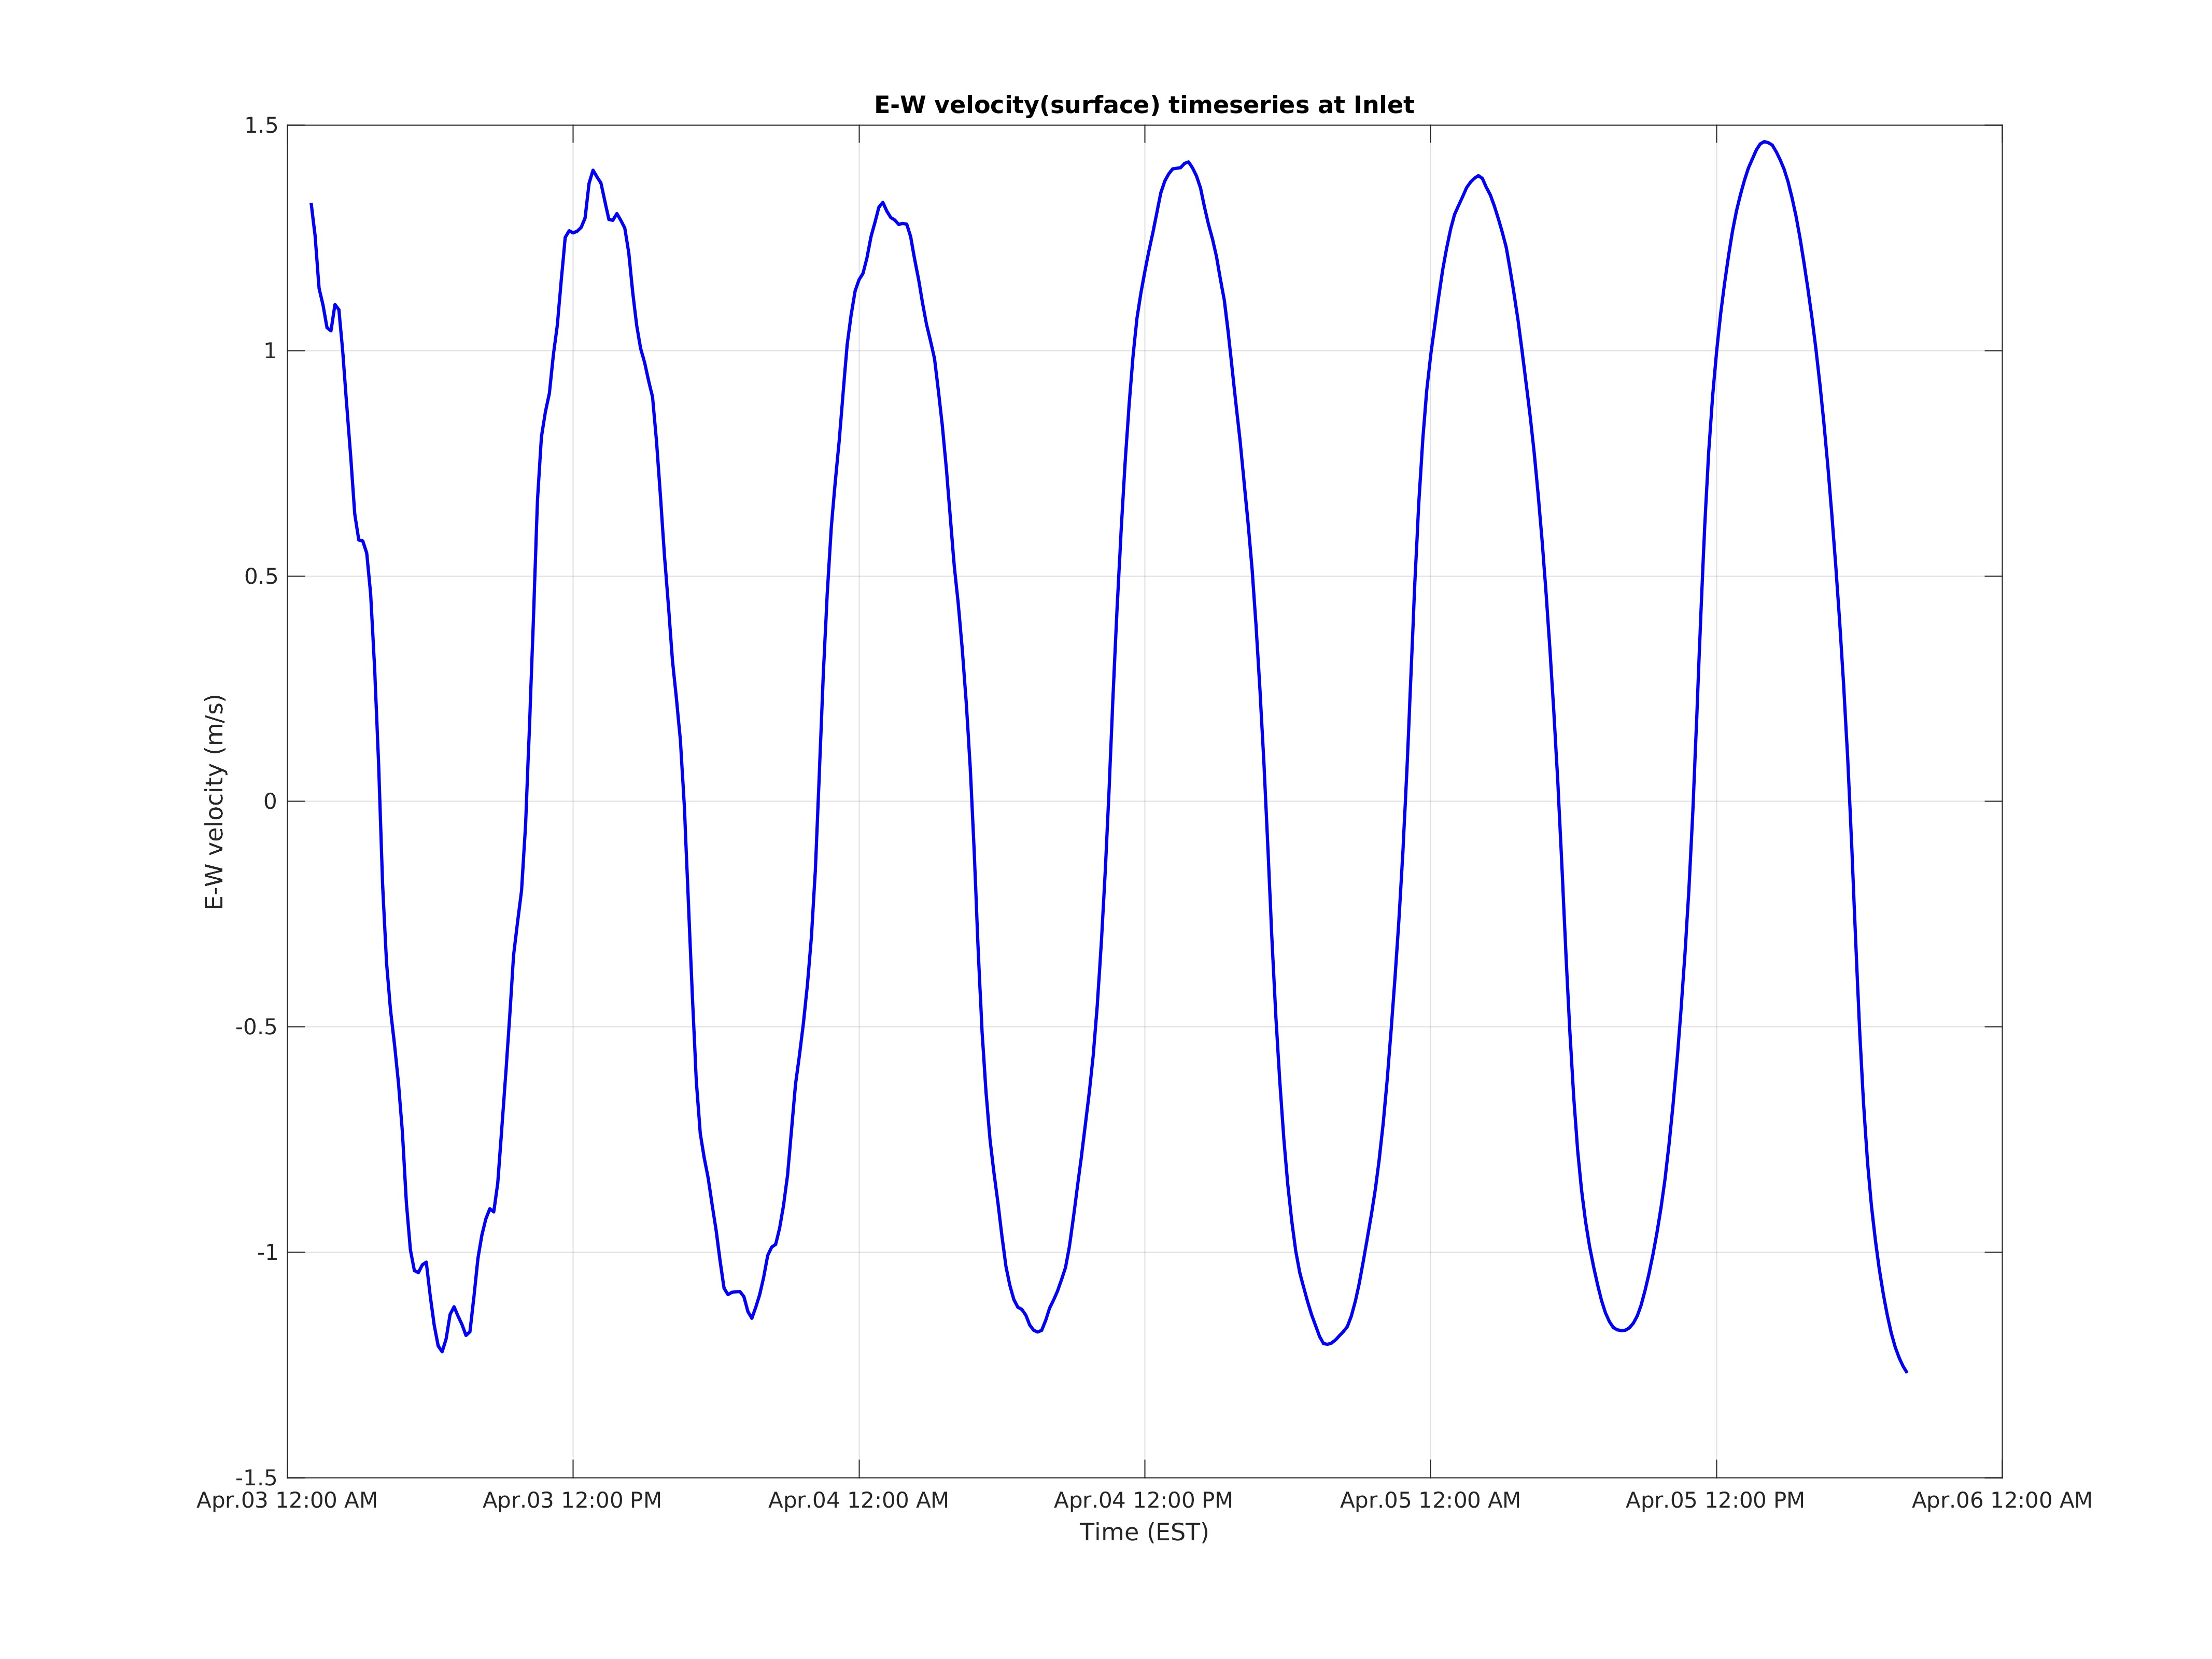 E-W velocity(surface) timeseries at Inlet
1.5
1
0.5
0
-0.5
-1
-1.5
E-W velocity (m/s)
Apr.03 12:00 AM Apr.03 12:00 PM Apr.04 12:00 AM Apr.04 12:00 PM Apr.05 12:00 AM Apr.05 12:00 PM Apr.06 12:00 AM
Time (EST)